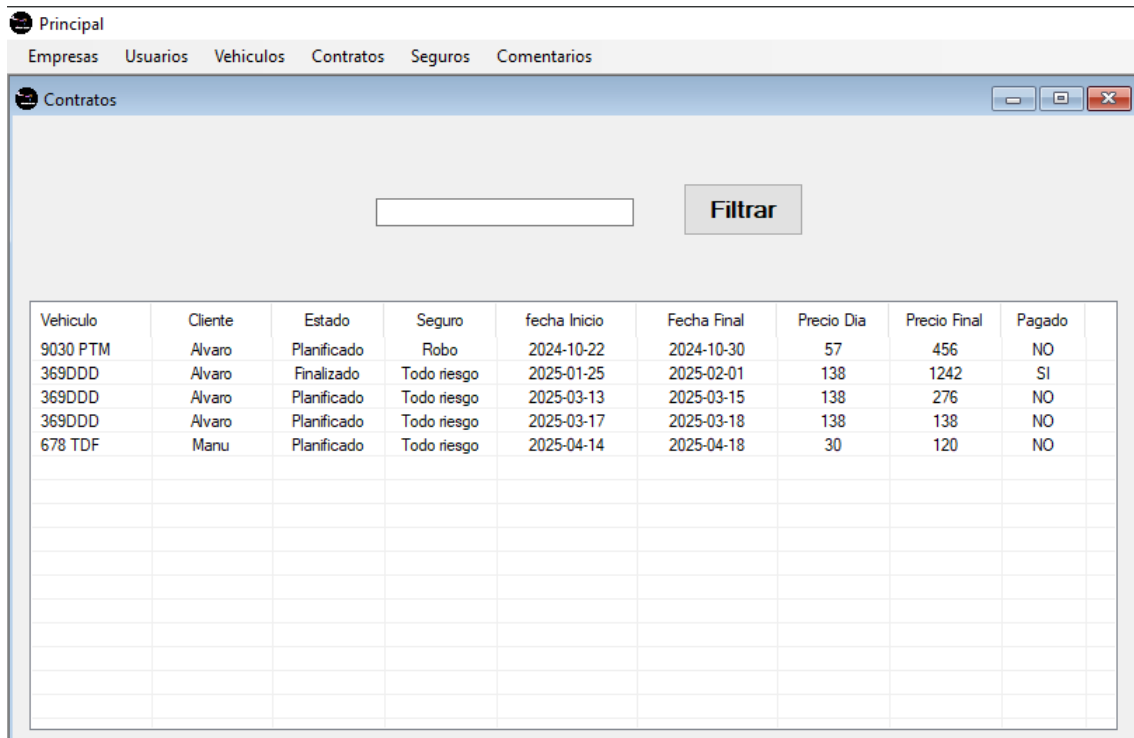 Principal
Empresas Usuarios Vehiculos Contratos Seguros Comentarios
Contratos
Filtrar
Vehiculo Cliente Estado Seguro fecha Inicio Fecha Final Precio Dia Precio Final Pagado
9030 PTM Alvaro Planificado Robo 2024-10-22 2024-10-30 57 456 NO
369DDD Alvaro Finalizado Todo riesgo 2025-01-25 2025-02-01 138 1242 SI
369DDD Alvaro Planificado Todo riesgo 2025-03-13 2025-03-15 138 276 NO
369DDD Alvaro Planificado Todo riesgo 2025-03-17 2025-03-18 138 138 NO
678 TDF Manu Planificado Todo riesgo 2025-04-14 2025-04-18 30 120 NO